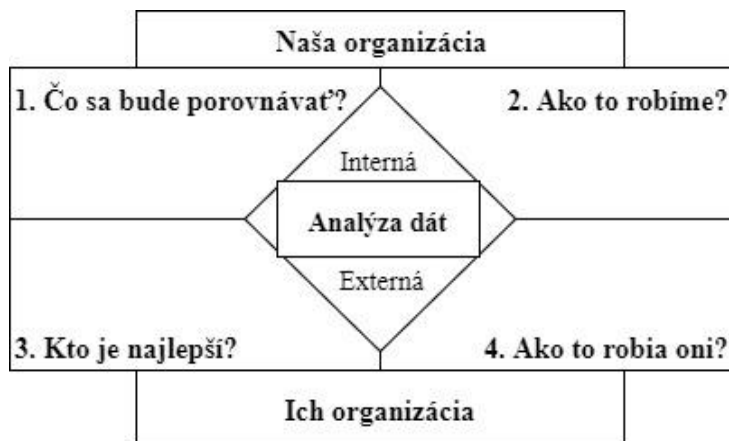 Naša organizácia
1. Čo sa bude porovnávať?
2. Ako to robíme?
Interná
Analýza dát
Externá
3. Kto je najlepší?
4. Ako to robia oni?
Ich organizácia